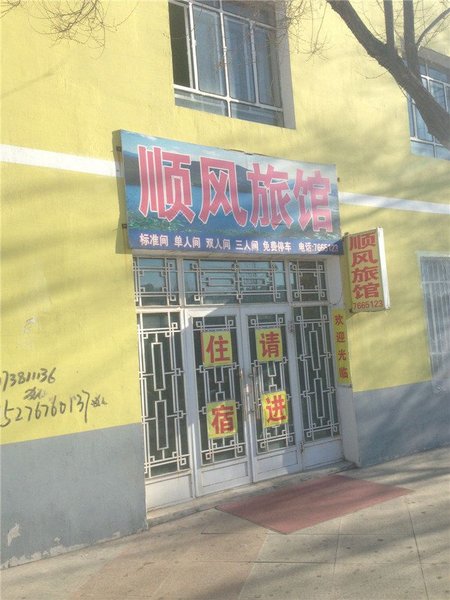 顺风旅馆
标准间 单人间 双人间 三人间 免费停车 电话:7665123
顺风旅馆
7665123
欢迎光临
住宿
请进